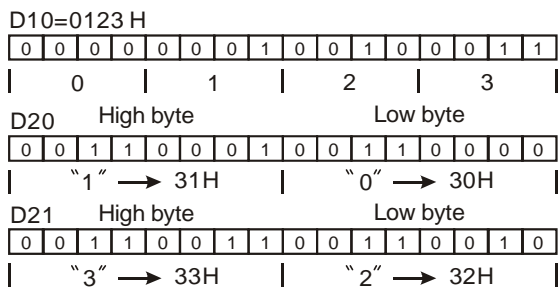 D10=0123 H
0 0 0 0 0 0 0 1 0 0 1 0 0 0 1 1
0 1 2 3
D20 High byte Low byte
0 0 1 1 0 0 0 1 0 0 1 1 0 0 0 0
‶1″ → 31H ‶0″ → 30H
D21 High byte Low byte
0 0 1 1 0 0 1 1 0 0 1 1 0 0 1 0
‶3″ → 33H ‶2″ → 32H